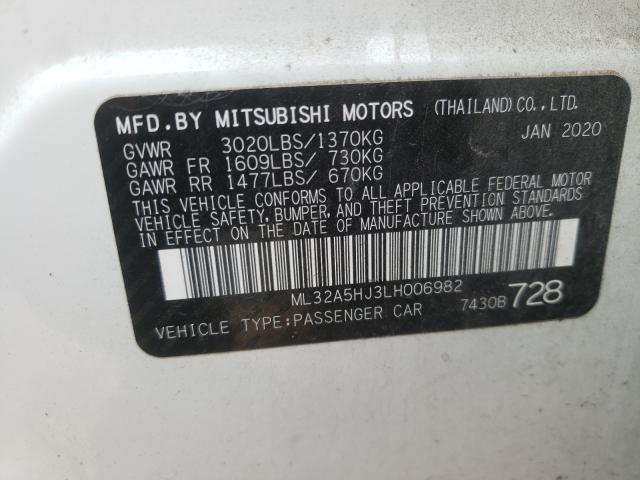 MFD.BY MITSUBISHI MOTORS (THAILAND)CO.,LTD.
GVWR 3020LBS/1370KG JAN 2020
GAWR FR 1609LBS/ 730KG
GAWR RR 1477LBS/ 670KG
THIS VEHICLE CONFORMS TO ALL APPLICABLE FEDERAL MOTOR
VEHICLE SAFETY, BUMPER, AND THEFT PREVENTION STANDARDS
IN EFFECT ON THE DATE OF MANUFACTURE SHOWN ABOVE.
ML32A5HJ3LH006982
VEHICLE TYPE:PASSENGER CAR 7430B 728